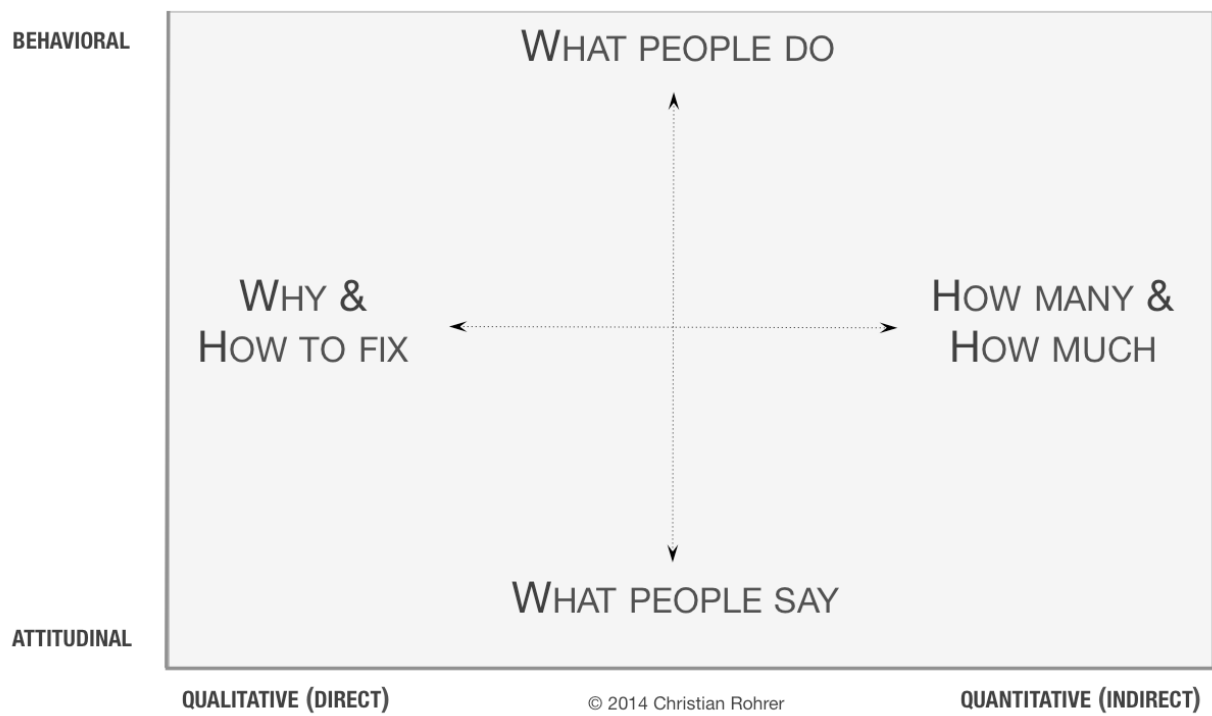 BEHAVIORAL
WHAT PEOPLE DO
WHY &
HOW TO FIX
HOW MANY &
HOW MUCH
WHAT PEOPLE SAY
ATTITUDINAL
QUALITATIVE (DIRECT)
© 2014 Christian Rohrer
QUANTITATIVE (INDIRECT)